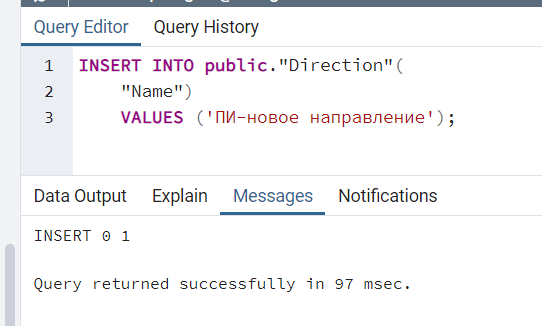 Query Editor Query History
1 INSERT INTO public."Direction"(
2 "Name")
3 VALUES ('ПИ-новое направление');
Data Output Explain Messages Notifications
INSERT 0 1
Query returned successfully in 97 msec.